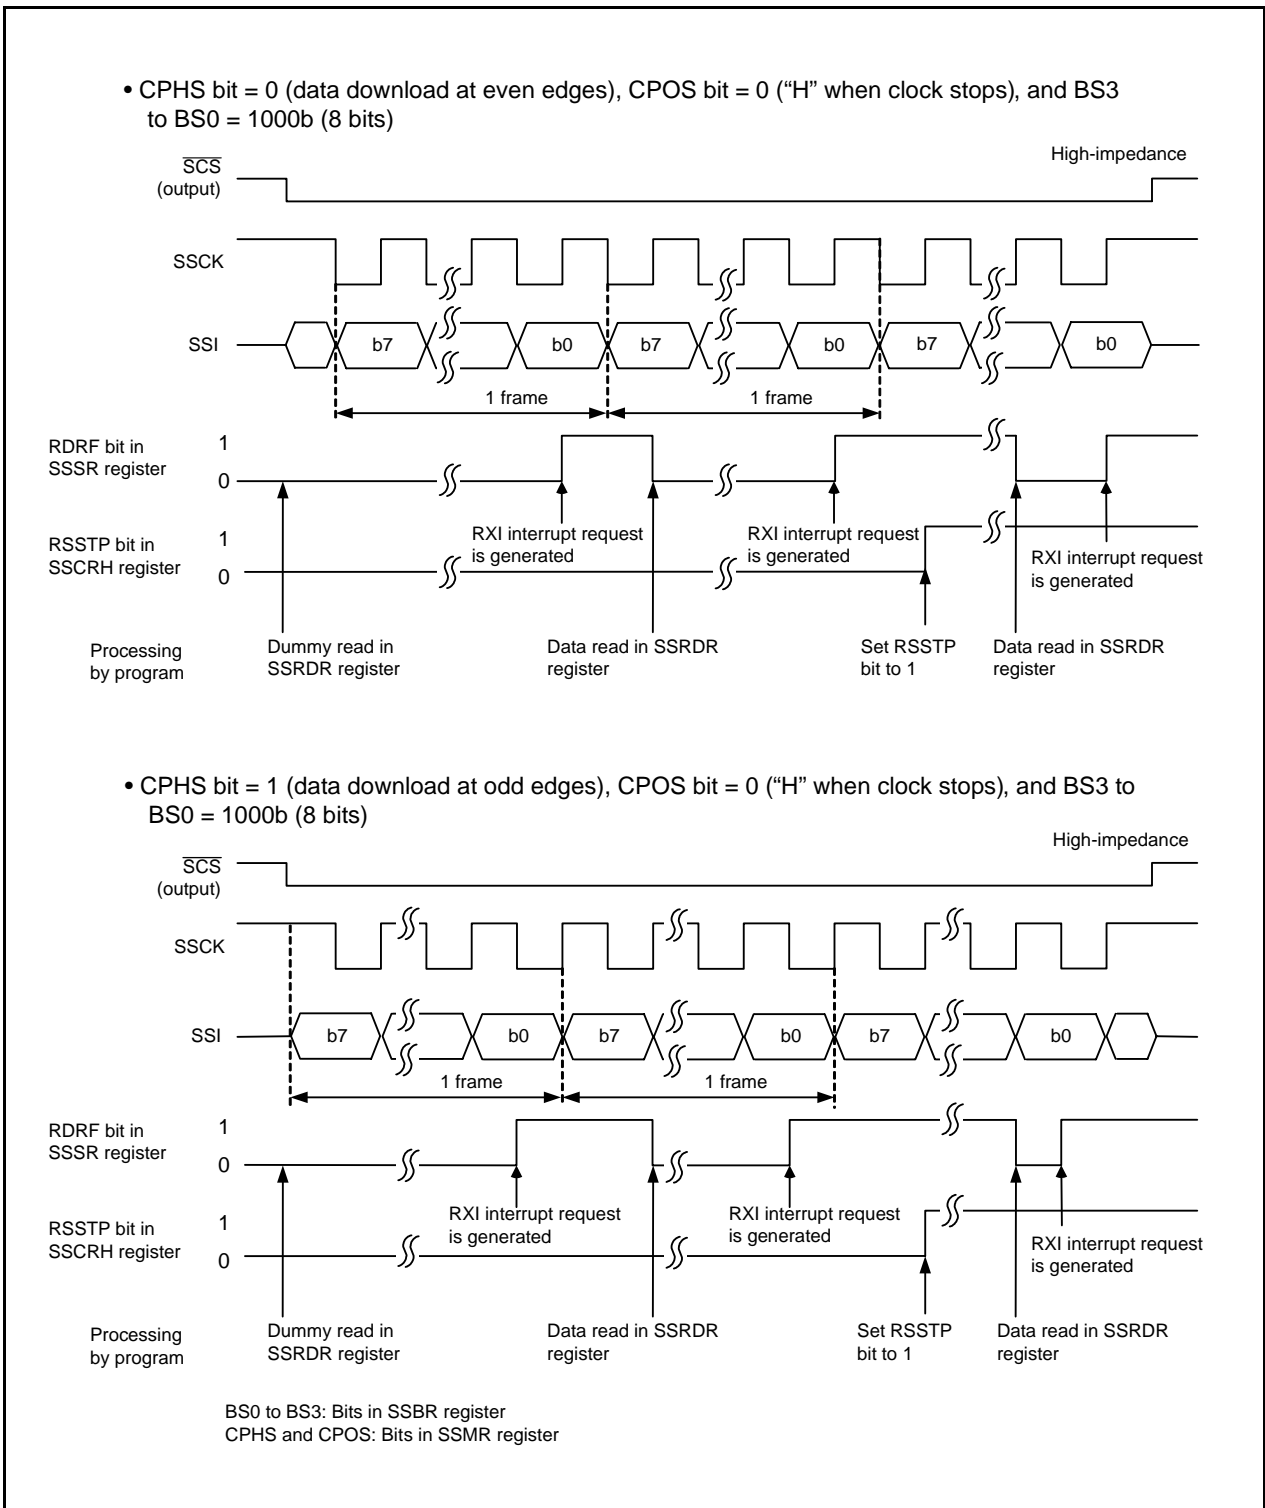 • CPHS bit = 0 (data download at even edges), CPOS bit = 0 (“H” when clock stops), and BS3
to BS0 = 1000b (8 bits)
High-impedance
SCS
(output)
SSCK
SSI
b7
b0
b7
b0
b7
b0
1 frame
1 frame
RDRF bit in
SSSR register
1
0
RXI interrupt request
is generated
RXI interrupt request
is generated
RXI interrupt request
is generated
RSSTP bit in
SSCRH register
1
0
Processing
by program
Dummy read in
SSRDR register
Data read in SSRDR
register
Set RSSTP
bit to 1
Data read in SSRDR
register
• CPHS bit = 1 (data download at odd edges), CPOS bit = 0 (“H” when clock stops), and BS3 to
BS0 = 1000b (8 bits)
High-impedance
SCS
(output)
SSCK
SSI
b7
b0
b7
b0
b7
b0
1 frame
1 frame
RDRF bit in
SSSR register
1
0
RXI interrupt request
is generated
RXI interrupt request
is generated
RXI interrupt request
is generated
RSSTP bit in
SSCRH register
1
0
Processing
by program
Dummy read in
SSRDR register
Data read in SSRDR
register
Set RSSTP
bit to 1
Data read in SSRDR
register
BS0 to BS3: Bits in SSBR register
CPHS and CPOS: Bits in SSMR register